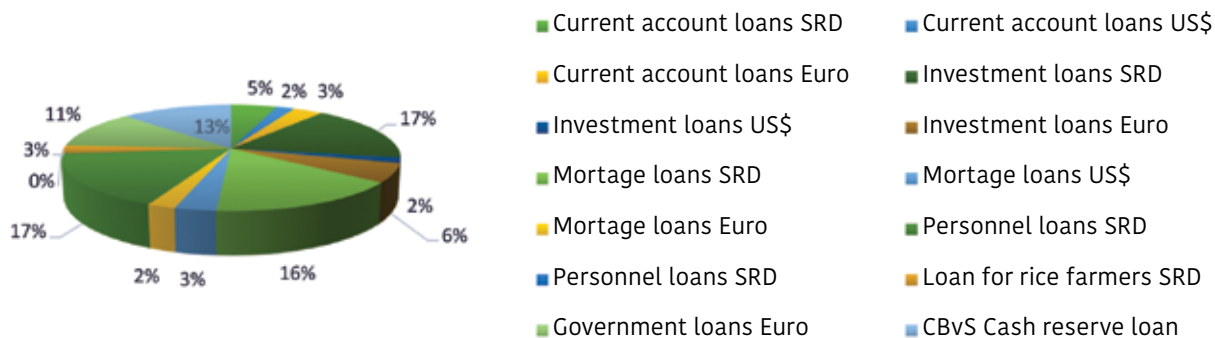 5% 2% 3%
17%
2%
6%
16%
3%
2%
17%
0%
3%
11%
13%
Current account loans SRD
Current account loans US$
Current account loans Euro
Investment loans SRD
Investment loans US$
Investment loans Euro
Mortage loans SRD
Mortage loans US$
Mortage loans Euro
Personnel loans SRD
Personnel loans SRD
Loan for rice farmers SRD
Government loans Euro
CBvS Cash reserve loan